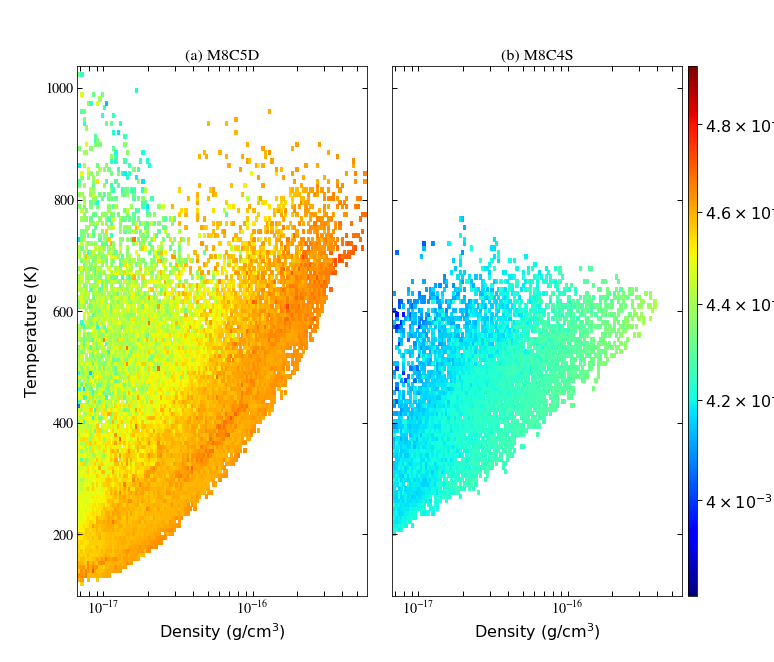 (a) M8C5D
(b) M8C4S
1000
800
600
400
200
Temperature (K)
10⁻¹⁷
10⁻¹⁶
10⁻¹⁷
10⁻¹⁶
Density (g/cm³)
Density (g/cm³)
4.8 × 10⁻
4.6 × 10⁻
4.4 × 10⁻
4.2 × 10⁻
4 × 10⁻³